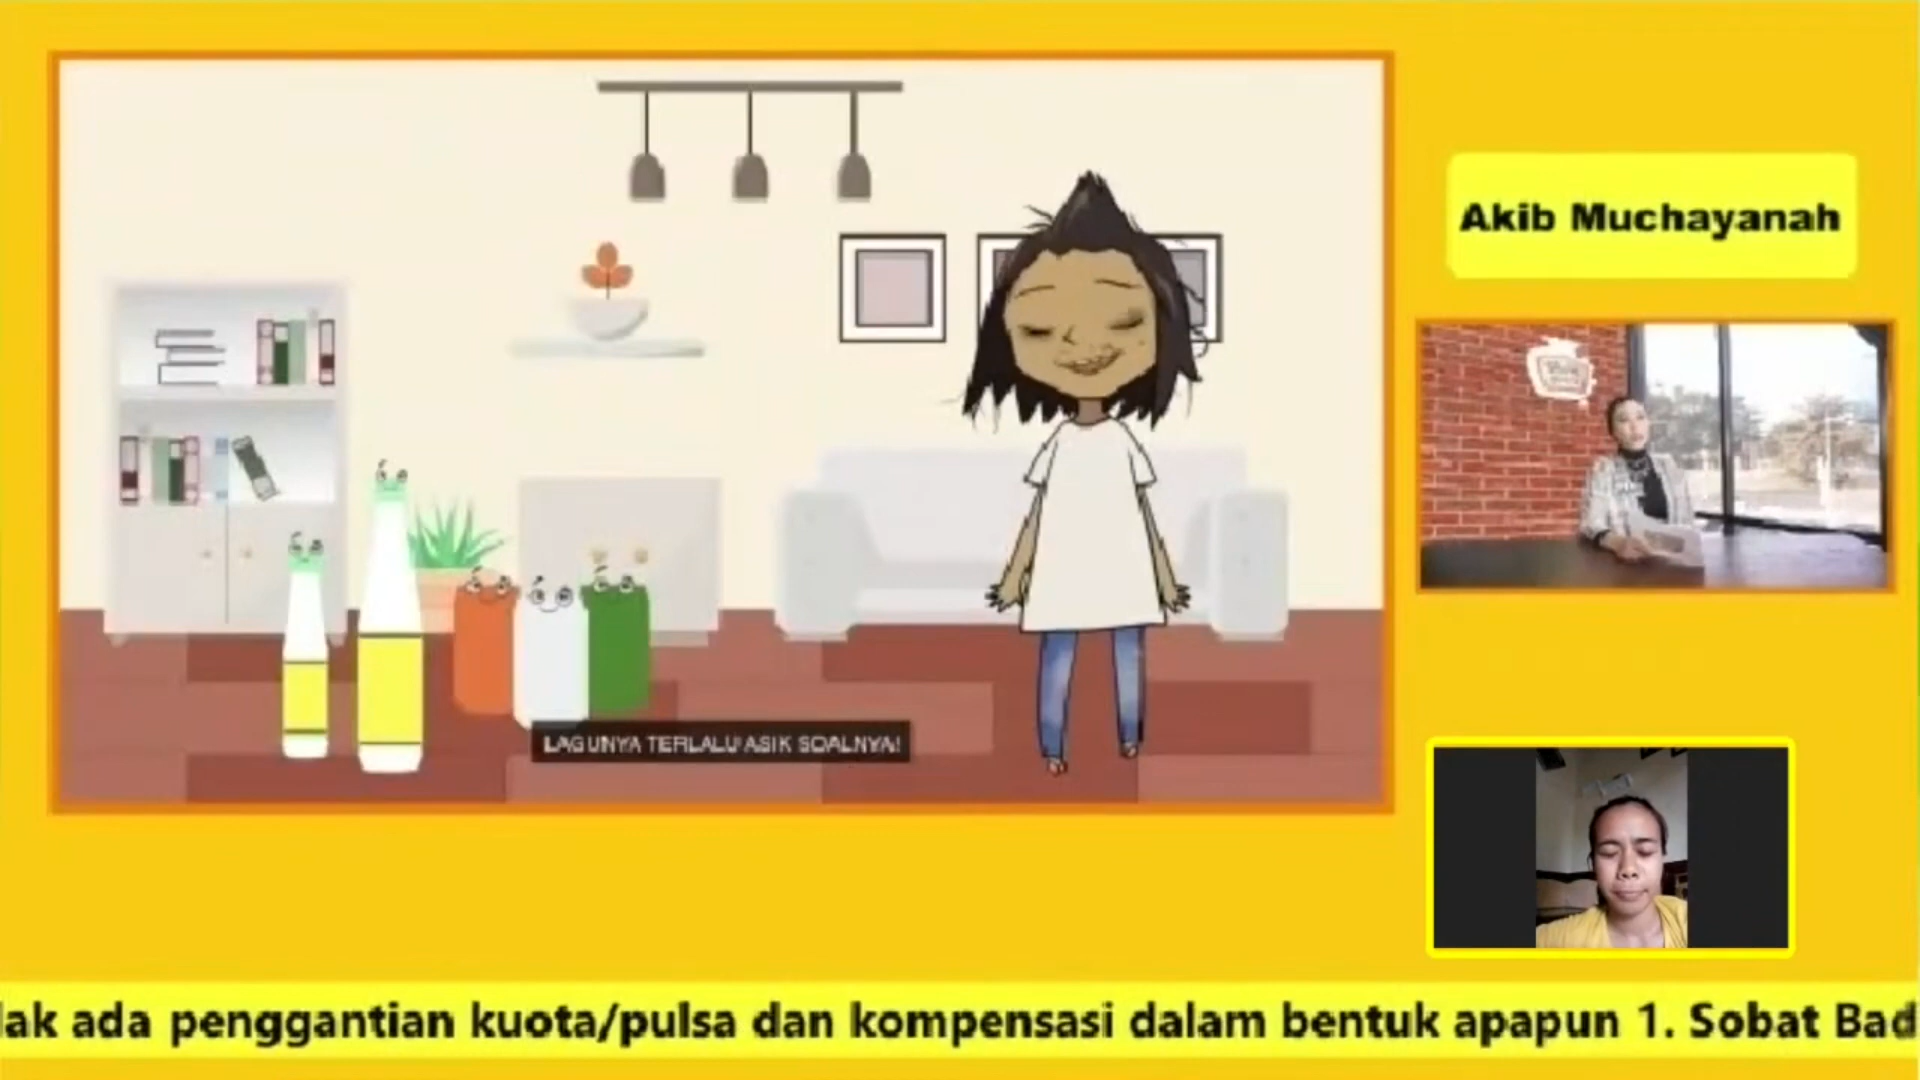 Akib Muchayanah
LAGUNYA TERLALU ASIK SOALNYA!
dak ada penggantian kuota/pulsa dan kompensasi dalam bentuk apapun 1. Sobat Bad